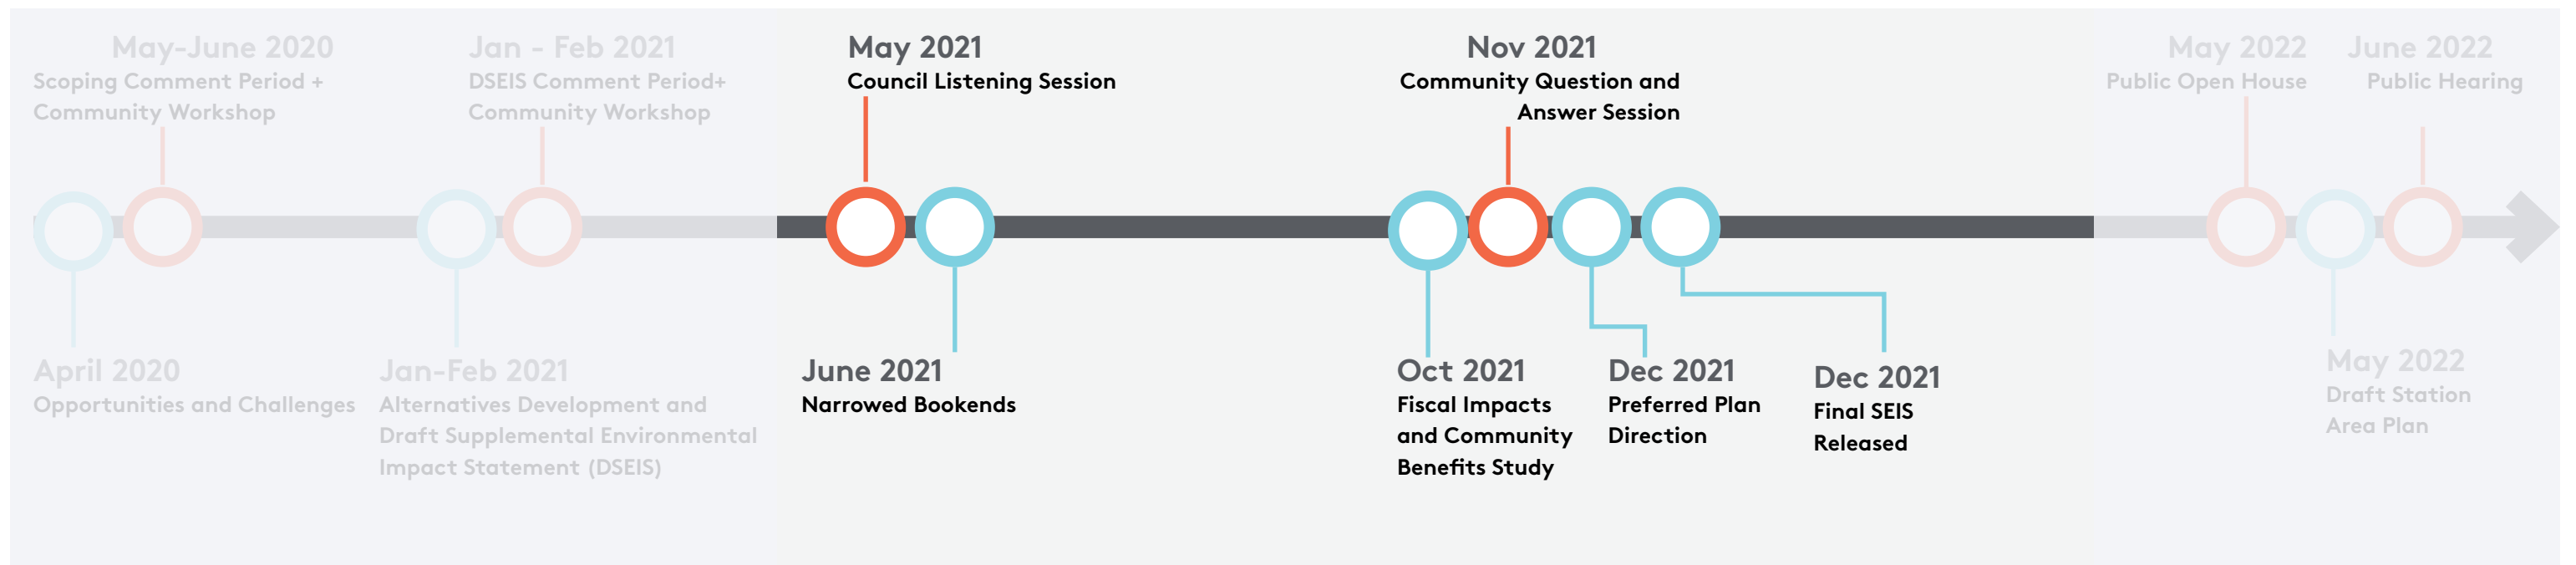 May-June 2020
Scoping Comment Period +
Community Workshop
Jan - Feb 2021
DSEIS Comment Period+
Community Workshop
May 2021
Council Listening Session
Nov 2021
Community Question and
Answer Session
May 2022
Public Open House
June 2022
Public Hearing
April 2020
Opportunities and Challenges
Jan-Feb 2021
Alternatives Development and
Draft Supplemental Environmental
Impact Statement (DSEIS)
June 2021
Narrowed Bookends
Oct 2021
Fiscal Impacts
and Community
Benefits Study
Dec 2021
Preferred Plan
Direction
Dec 2021
Final SEIS
Released
May 2022
Draft Station
Area Plan